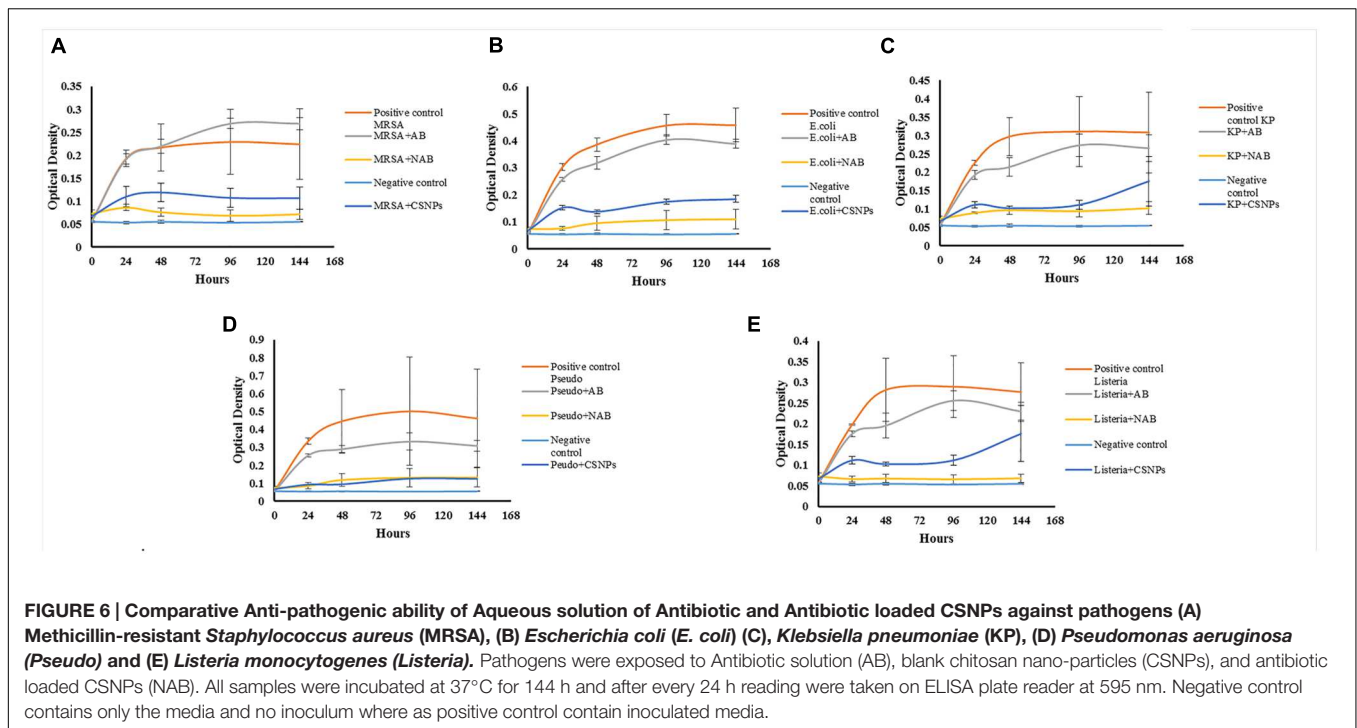 A
Optical Density
0.35
0.3
0.25
0.2
0.15
0.1
0.05
0
0 24 48 72 96 120 144 168
Hours
Positive control
MRSA
MRSA+AB
MRSA+NAB
Negative control
MRSA+CSNPs
B
Optical Density
0.6
0.5
0.4
0.3
0.2
0.1
0
0 24 48 72 96 120 144 168
Hours
Positive control
E.coli
E.coli+AB
E.coli+NAB
Negative
control
E.coli+CSNPs
C
Optical Density
0.45
0.4
0.35
0.3
0.25
0.2
0.15
0.1
0.05
0
0 24 48 72 96 120 144 168
Hours
Positive
control KP
KP+AB
KP+NAB
Negative
control
KP+CSNPs
D
Optical Density
0.9
0.8
0.7
0.6
0.5
0.4
0.3
0.2
0.1
0
0 24 48 72 96 120 144 168
Hours
Positive control
Pseudo
Pseudo+AB
Pseudo+NAB
Negative
control
Peudo+CSNPs
E
Optical Density
0.4
0.35
0.3
0.25
0.2
0.15
0.1
0.05
0
0 24 48 72 96 120 144 168
Hours
Positive control
Listeria
Listeria+AB
Listeria+NAB
Negative control
Listeria+CSNPs
FIGURE 6 | Comparative Anti-pathogenic ability of Aqueous solution of Antibiotic and Antibiotic loaded CSNPs against pathogens (A)
Methicillin-resistant Staphylococcus aureus (MRSA), (B) Escherichia coli (E. coli) (C), Klebsiella pneumoniae (KP), (D) Pseudomonas aeruginosa
(Pseudo) and (E) Listeria monocytogenes (Listeria). Pathogens were exposed to Antibiotic solution (AB), blank chitosan nano-particles (CSNPs), and antibiotic
loaded CSNPs (NAB). All samples were incubated at 37°C for 144 h and after every 24 h reading were taken on ELISA plate reader at 595 nm. Negative control
contains only the media and no inoculum where as positive control contain inoculated media.